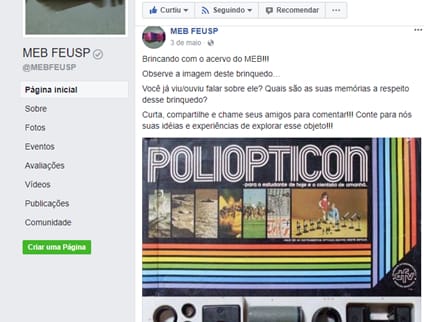 Curtiu
Seguindo
Recomendar
MEB FEUSP
3 de maio
Brincando com o acervo do MEB!!!
Observe a imagem deste brinquedo...
Você já viu/ouviu falar sobre ele? Quais são as suas memórias a respeito
desse brinquedo?
Curta, compartilhe e chame seus amigos para comentar!!! Conte para nós
suas idéias e experiências de explorar esse objeto!!!
POLIOPTICON
para o estudante de hoje e o cientista de amanhã.
dfv
MEB FEUSP
@MEBFEUSP
Página inicial
Sobre
Fotos
Eventos
Avaliações
Vídeos
Publicações
Comunidade
Criar uma Página